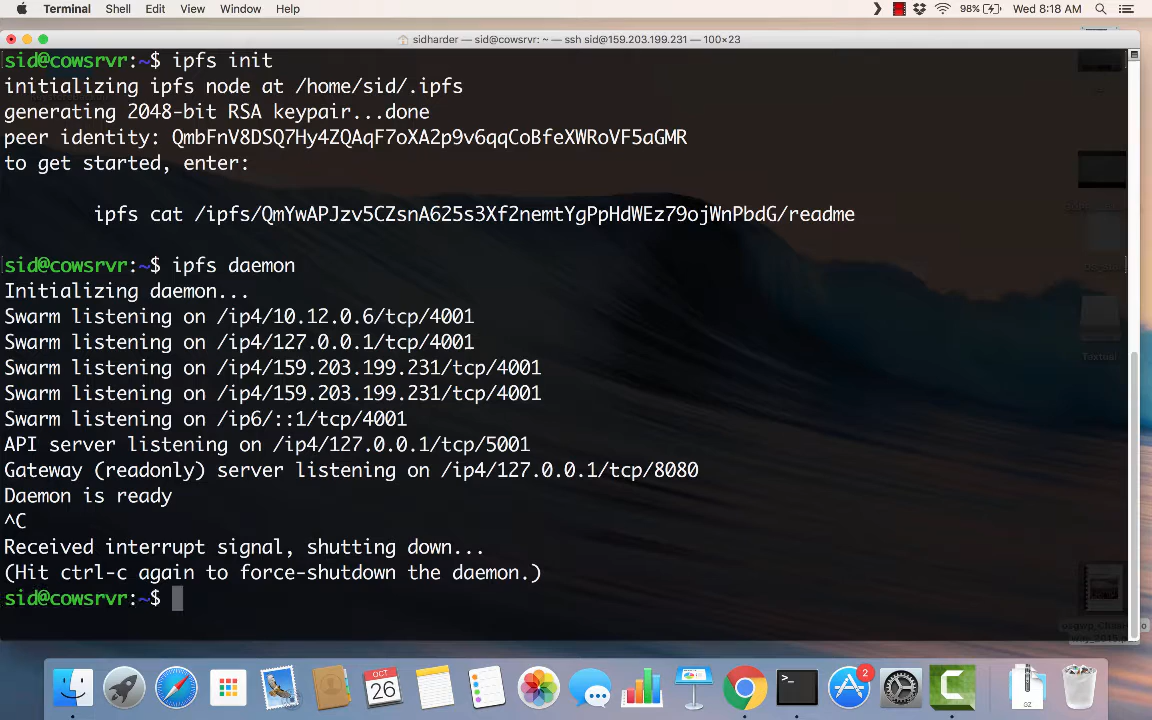 Terminal Shell Edit View Window Help 98% Wed 8:18 AM
sidharder — sid@cowsrvr: ~ — ssh sid@159.203.199.231 — 100×23
sid@cowsrvr:~$ ipfs init
initializing ipfs node at /home/sid/.ipfs
generating 2048-bit RSA keypair...done
peer identity: QmbFnV8DSQ7Hy4ZQAqF7oXA2p9v6qqCoBfeXWRoVF5aGMR
to get started, enter:
ipfs cat /ipfs/QmYwAPJzv5CZsnA625s3Xf2nemtYgPpHdWEz79ojWnPbdG/readme
sid@cowsrvr:~$ ipfs daemon
Initializing daemon...
Swarm listening on /ip4/10.12.0.6/tcp/4001
Swarm listening on /ip4/127.0.0.1/tcp/4001
Swarm listening on /ip4/159.203.199.231/tcp/4001
Swarm listening on /ip4/159.203.199.231/tcp/4001
Swarm listening on /ip6/::1/tcp/4001
API server listening on /ip4/127.0.0.1/tcp/5001
Gateway (readonly) server listening on /ip4/127.0.0.1/tcp/8080
Daemon is ready
^C
Received interrupt signal, shutting down...
(Hit ctrl-c again to force-shutdown the daemon.)
sid@cowsrvr:~$
Textual
OCT
26
2
GZ